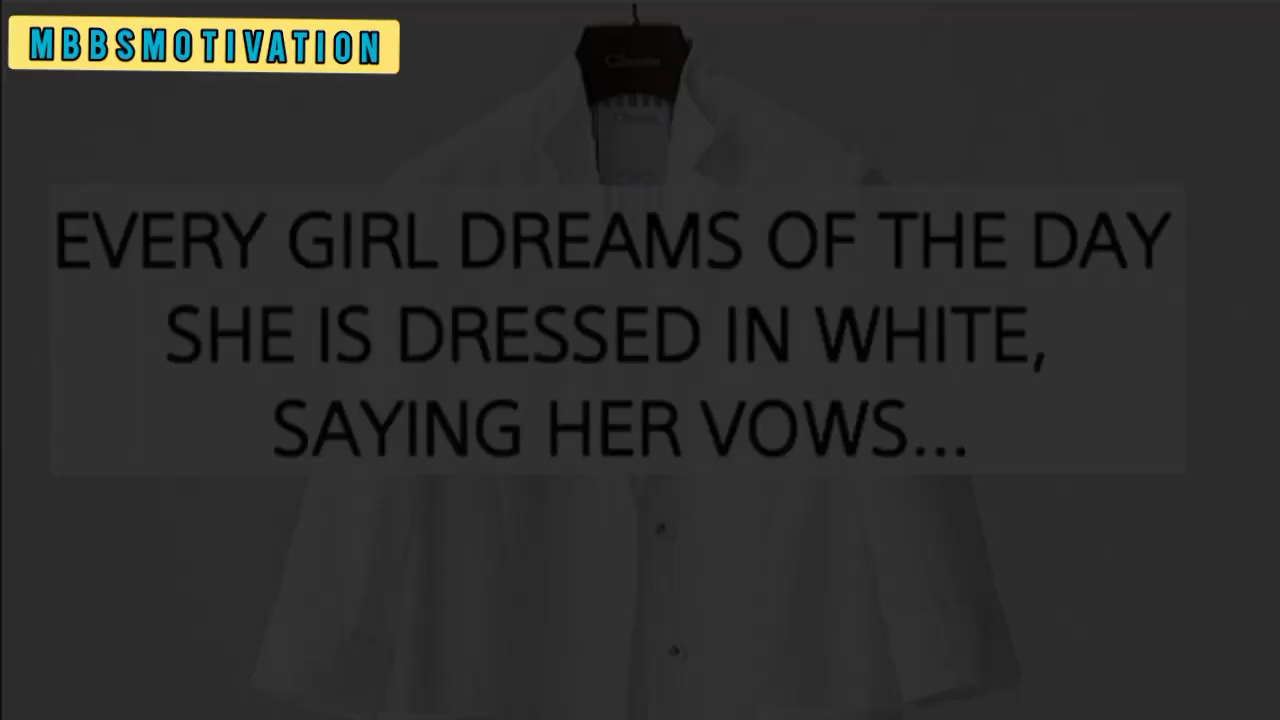 MBBSMOTIVATION
EVERY GIRL DREAMS OF THE DAY
SHE IS DRESSED IN WHITE,
SAYING HER VOWS...